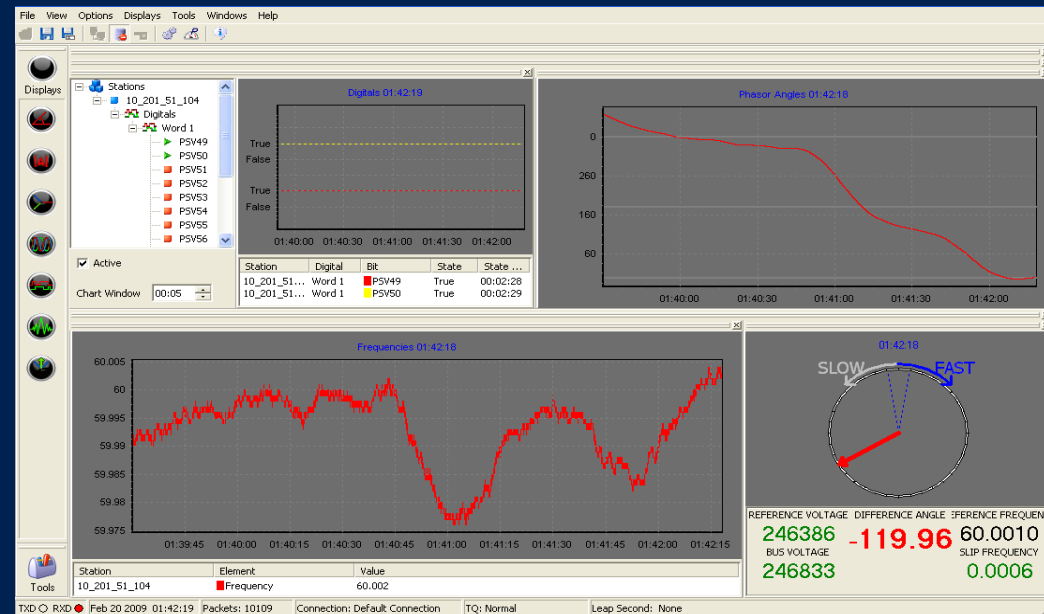 File View Options Displays Tools Windows Help
Displays
Stations
10_201_51_104
Digitals
Word 1
PSV49
PSV50
PSV51
PSV52
PSV53
PSV54
PSV55
PSV56
Active
Chart Window 00:05
Digitals 01:42:19
True
False
True
False
01:40:00 01:40:30 01:41:00 01:41:30 01:42:00
Station Digital Bit State State ...
10_201_51... Word 1 PSV49 True 00:02:28
10_201_51... Word 1 PSV50 True 00:02:29
Phasor Angles 01:42:18
0
260
160
60
01:40:00 01:40:30 01:41:00 01:41:30 01:42:00
Frequencies 01:42:18
60.005
60
59.995
59.99
59.985
59.98
59.975
01:39:45 01:40:00 01:40:15 01:40:30 01:40:45 01:41:00 01:41:15 01:41:30 01:41:45 01:42:00 01:42:15
Station Element Value
10_201_51_104 Frequency 60.002
01:42:18
SLOW FAST
REFERENCE VOLTAGE DIFFERENCE ANGLE EFERENCE FREQUEN
246386 -119.96 60.0010
BUS VOLTAGE SLIP FREQUENCY
246833 0.0006
Tools
TXD RXD Feb 20 2009 01:42:19 Packets: 10109 Connection: Default Connection TQ: Normal Leap Second: None